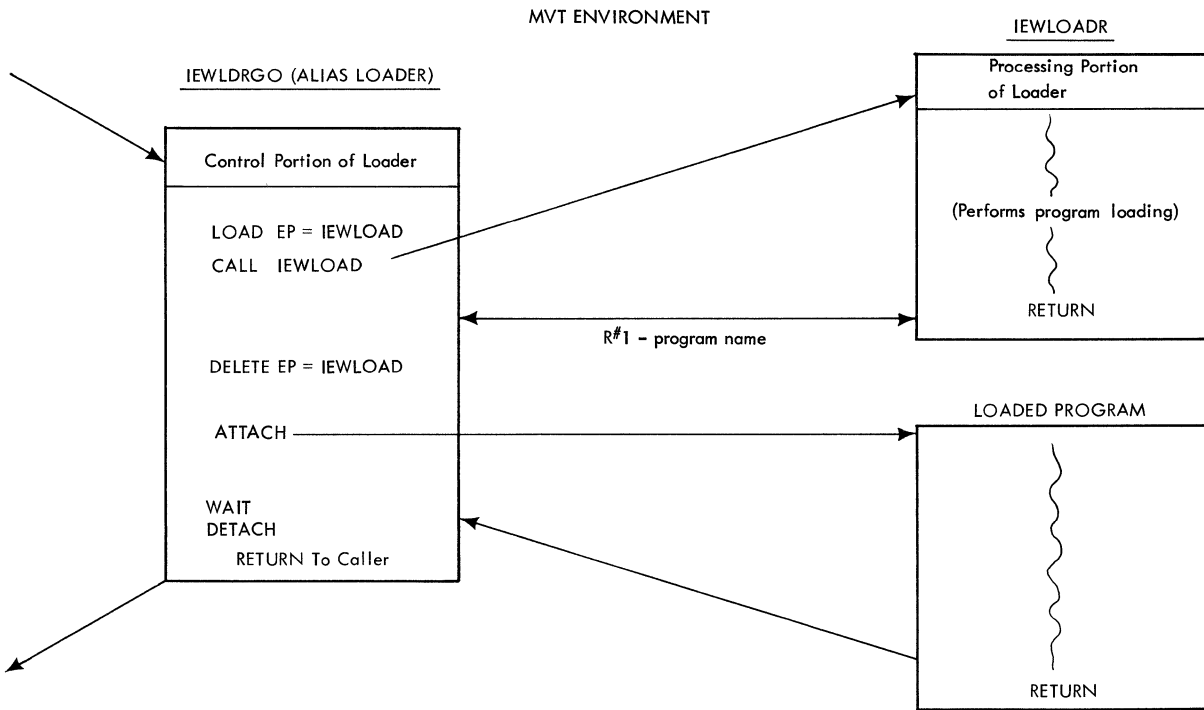 MVT ENVIRONMENT
IEWLDRGO (ALIAS LOADER)
Control Portion of Loader
LOAD EP = IEWLOAD
CALL IEWLOAD
DELETE EP = IEWLOAD
ATTACH
WAIT
DETACH
RETURN To Caller
R#1 – program name
IEWLOADR
Processing Portion
of Loader
(Performs program loading)
RETURN
LOADED PROGRAM
RETURN